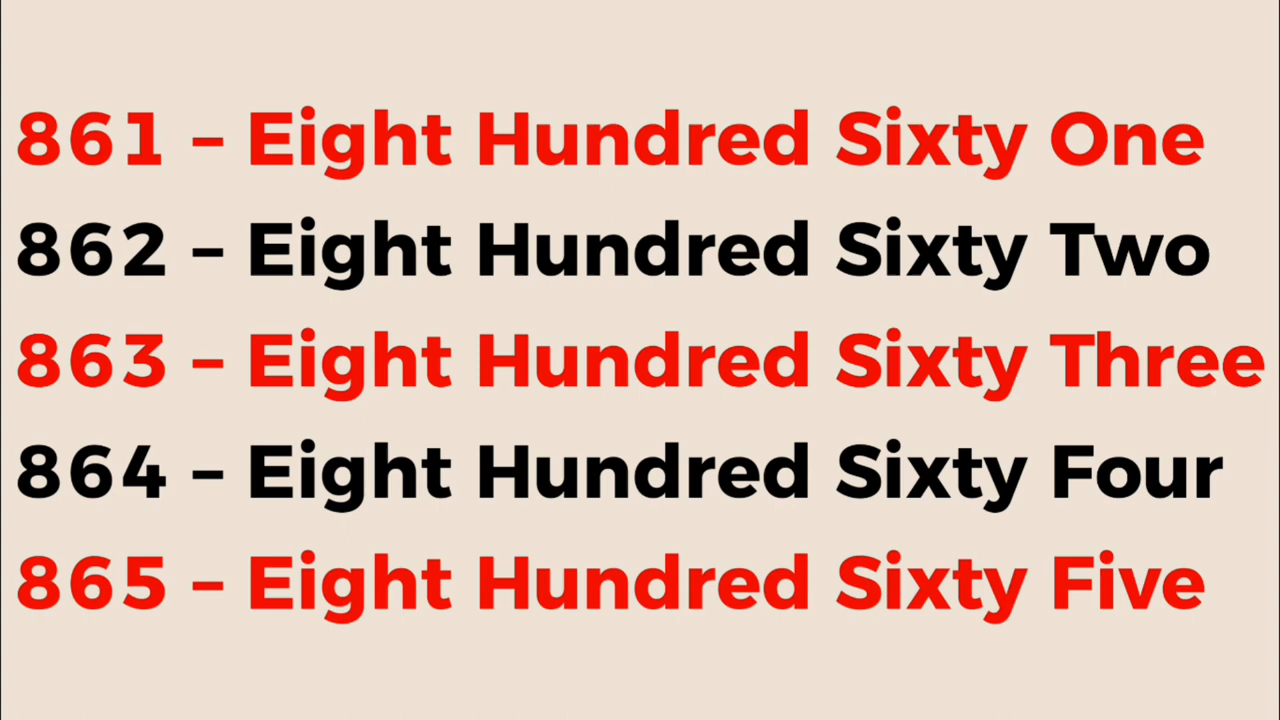 861 – Eight Hundred Sixty One
862 – Eight Hundred Sixty Two
863 – Eight Hundred Sixty Three
864 – Eight Hundred Sixty Four
865 – Eight Hundred Sixty Five